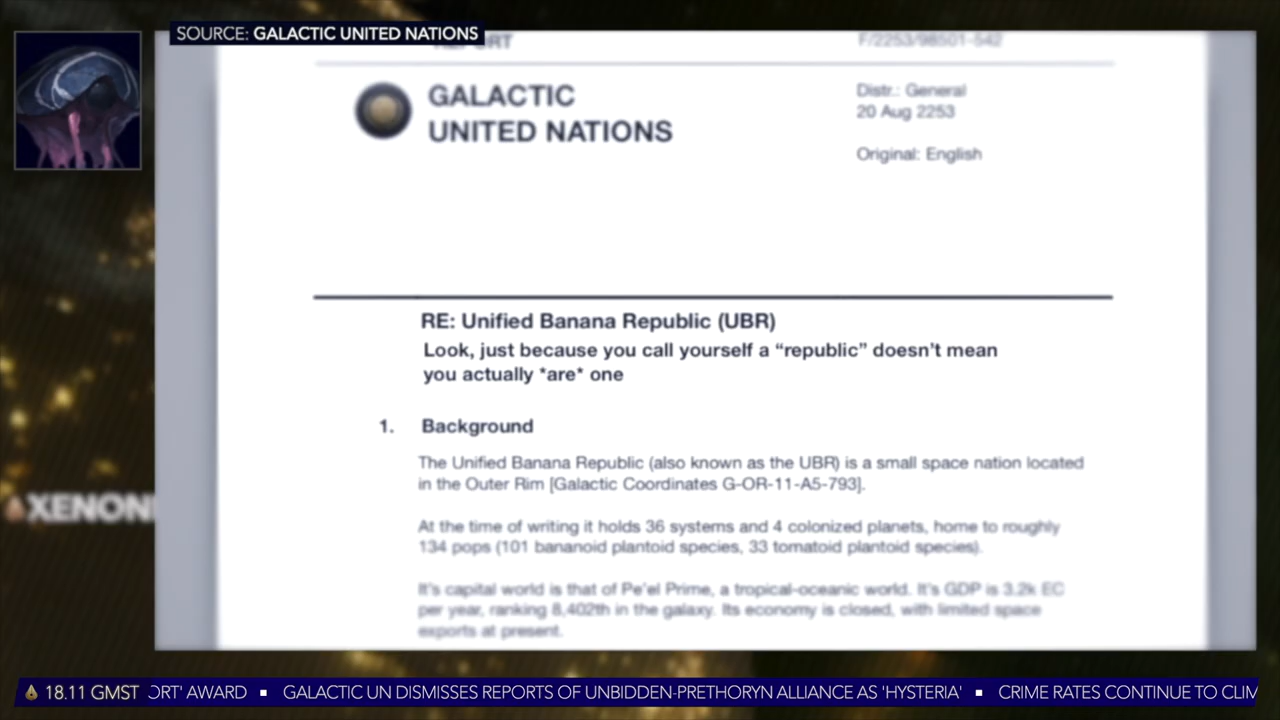 SOURCE: GALACTIC UNITED NATIONS
REPORT
F/2253/98501-542
GALACTIC
UNITED NATIONS
Distr.: General
20 Aug 2253
Original: English
RE: Unified Banana Republic (UBR)
Look, just because you call yourself a “republic” doesn’t mean
you actually *are* one
1. Background
The Unified Banana Republic (also known as the UBR) is a small space nation located
in the Outer Rim [Galactic Coordinates G-OR-11-A5-793].
At the time of writing it holds 36 systems and 4 colonized planets, home to roughly
134 pops (101 bananoid plantoid species, 33 tomatoid plantoid species).
It’s capital world is that of Pe’el Prime, a tropical-oceanic world. It’s GDP is 3.2k EC
per year, ranking 8,402th in the galaxy. Its economy is closed, with limited space
exports at present.
XENON
18.11 GMST ORT' AWARD ▪ GALACTIC UN DISMISSES REPORTS OF UNBIDDEN-PRETHORYN ALLIANCE AS 'HYSTERIA' ▪ CRIME RATES CONTINUE TO CLIM